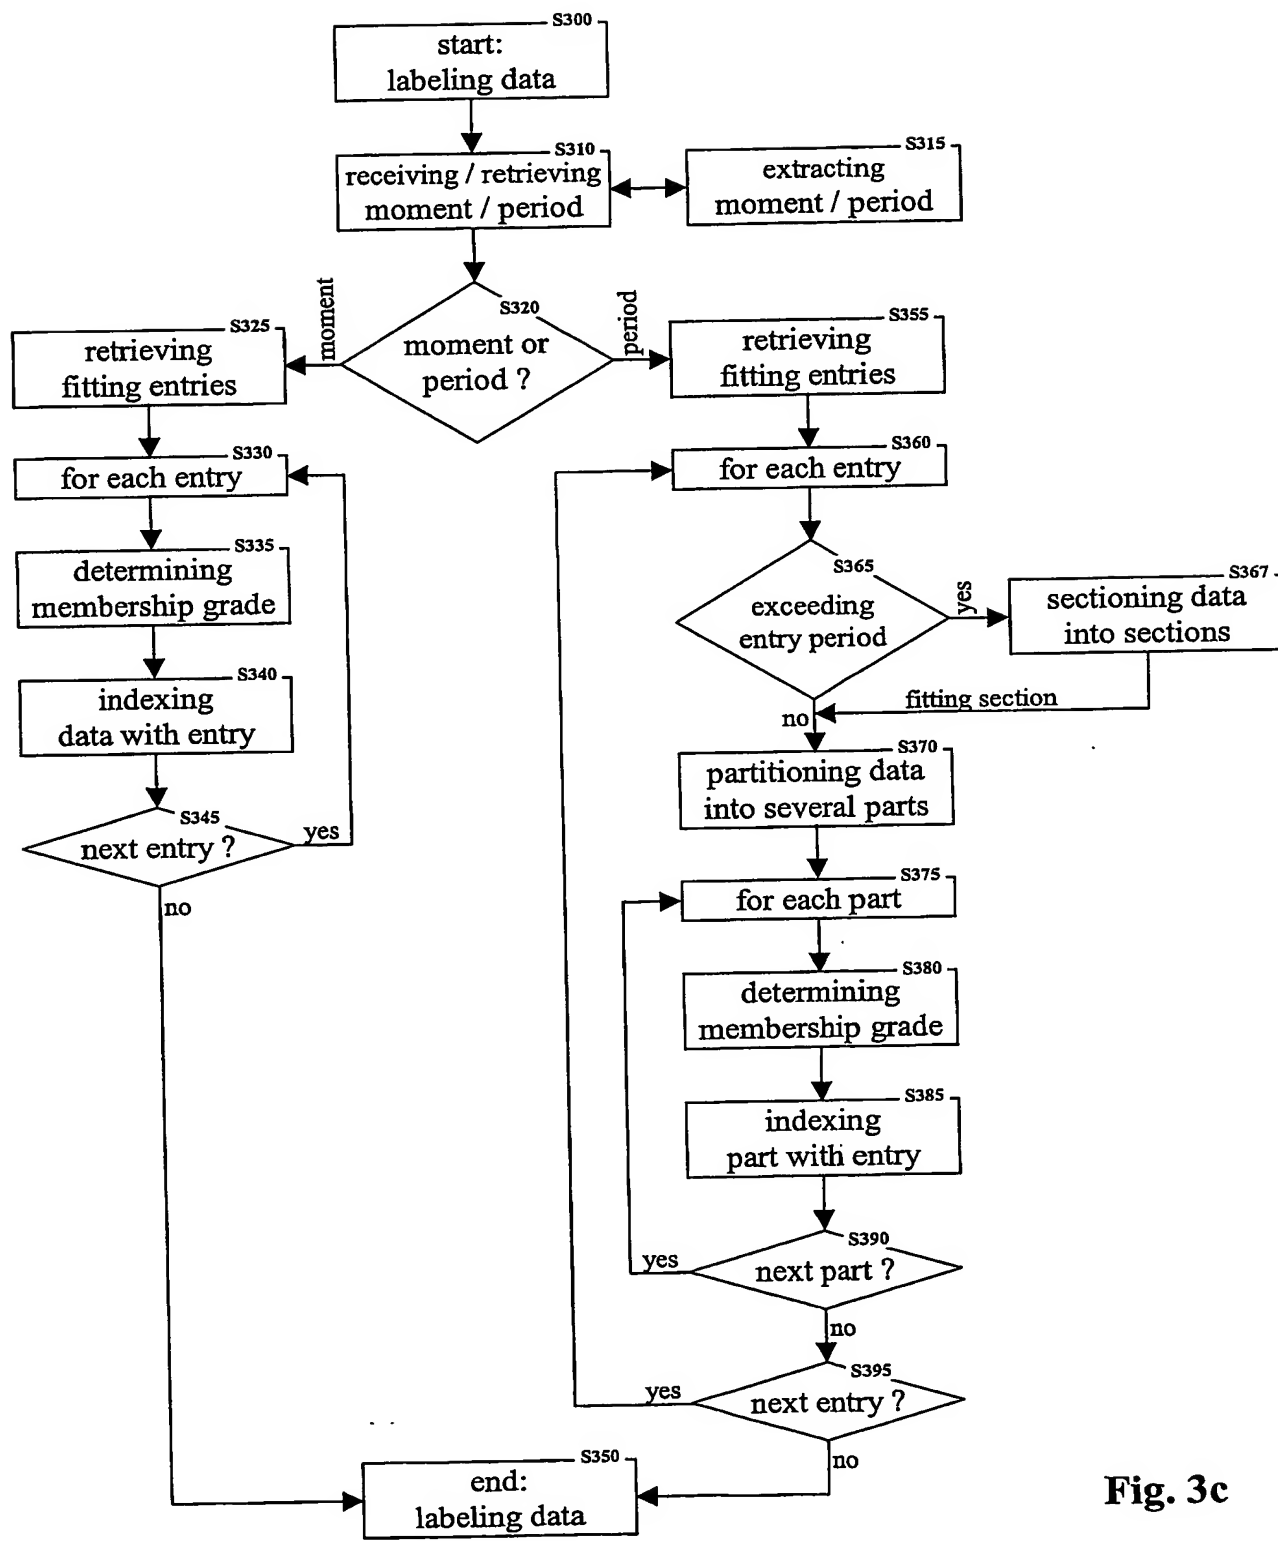 S300
start:
labeling data
S310
receiving / retrieving
moment / period
S315
extracting
moment / period
S320
moment or
period ?
moment
period
S325
retrieving
fitting entries
S330
for each entry
S335
determining
membership grade
S340
indexing
data with entry
S345
next entry ?
yes
no
S355
retrieving
fitting entries
S360
for each entry
S365
exceeding
entry period
yes
S367
sectioning data
into sections
fitting section
no
S370
partitioning data
into several parts
S375
for each part
S380
determining
membership grade
S385
indexing
part with entry
S390
next part ?
yes
no
S395
next entry ?
yes
no
S350
end:
labeling data
Fig. 3c